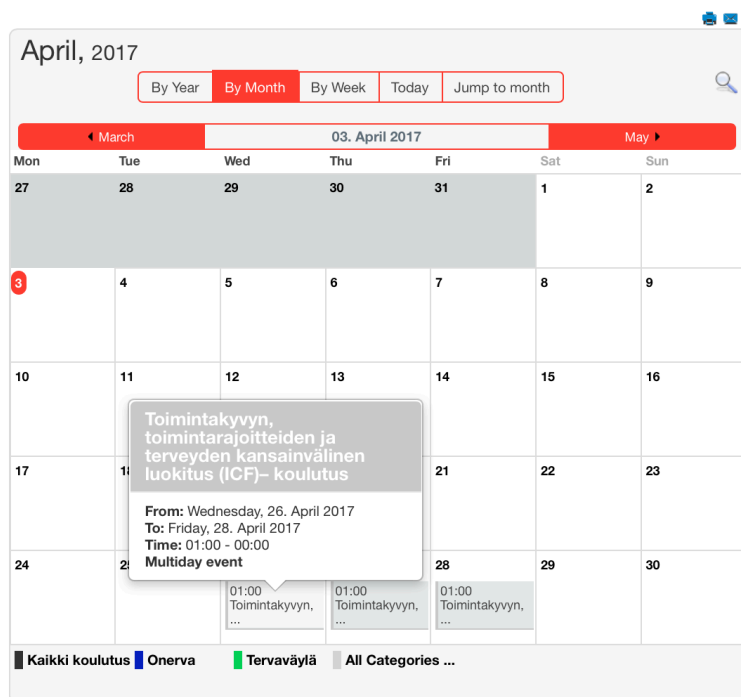 April, 2017
By Year By Month By Week Today Jump to month
March 03. April 2017 May
Mon Tue Wed Thu Fri Sat Sun
27 28 29 30 31 1 2
3 4 5 6 7 8 9
10 11 12 13 14 15 16
Toimintakyvyn,
toimintarajoitteiden ja
terveyden kansainvälinen
luokitus (ICF)– koulutus
17 21 22 23
From: Wednesday, 26. April 2017
To: Friday, 28. April 2017
Time: 01:00 - 00:00
Multiday event
24 28 29 30
01:00 01:00 01:00
Toimintakyvyn, Toimintakyvyn, Toimintakyvyn,
... ... ...
Kaikki koulutus Onerva Tervaväylä All Categories ...